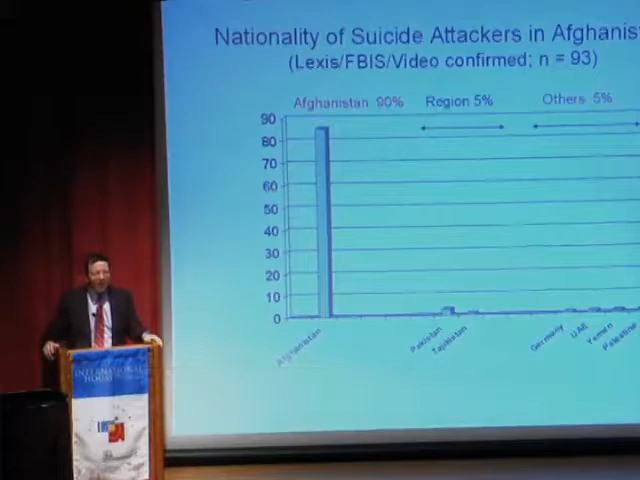 Nationality of Suicide Attackers in Afghanis
(Lexis/FBIS/Video confirmed; n = 93)
Afghanistan 90% Region 5% Others 5%
90
80
70
60
50
40
30
20
10
0
Afghanistan
Pakistan
Tajikistan
Germany
UAE
Yemen
Palestine
INTERNATIONAL
HOUSE